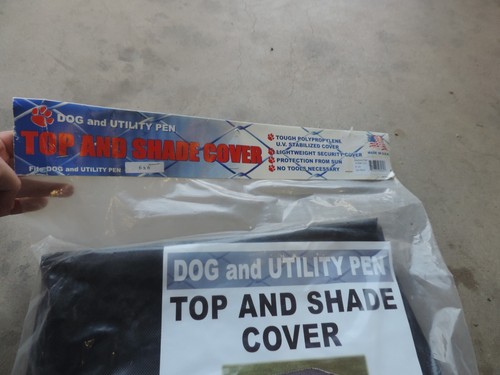 DOG and UTILITY PEN
TOP AND SHADE COVER
Fits DOG AND UTILITY PEN
TOUGH POLYPROPYLENE
U.V. STABILIZED COVER
LIGHTWEIGHT SECURITY COVER
PROTECTION FROM SUN
NO TOOLS NECESSARY
DOG and UTILITY PEN
TOP AND SHADE
COVER